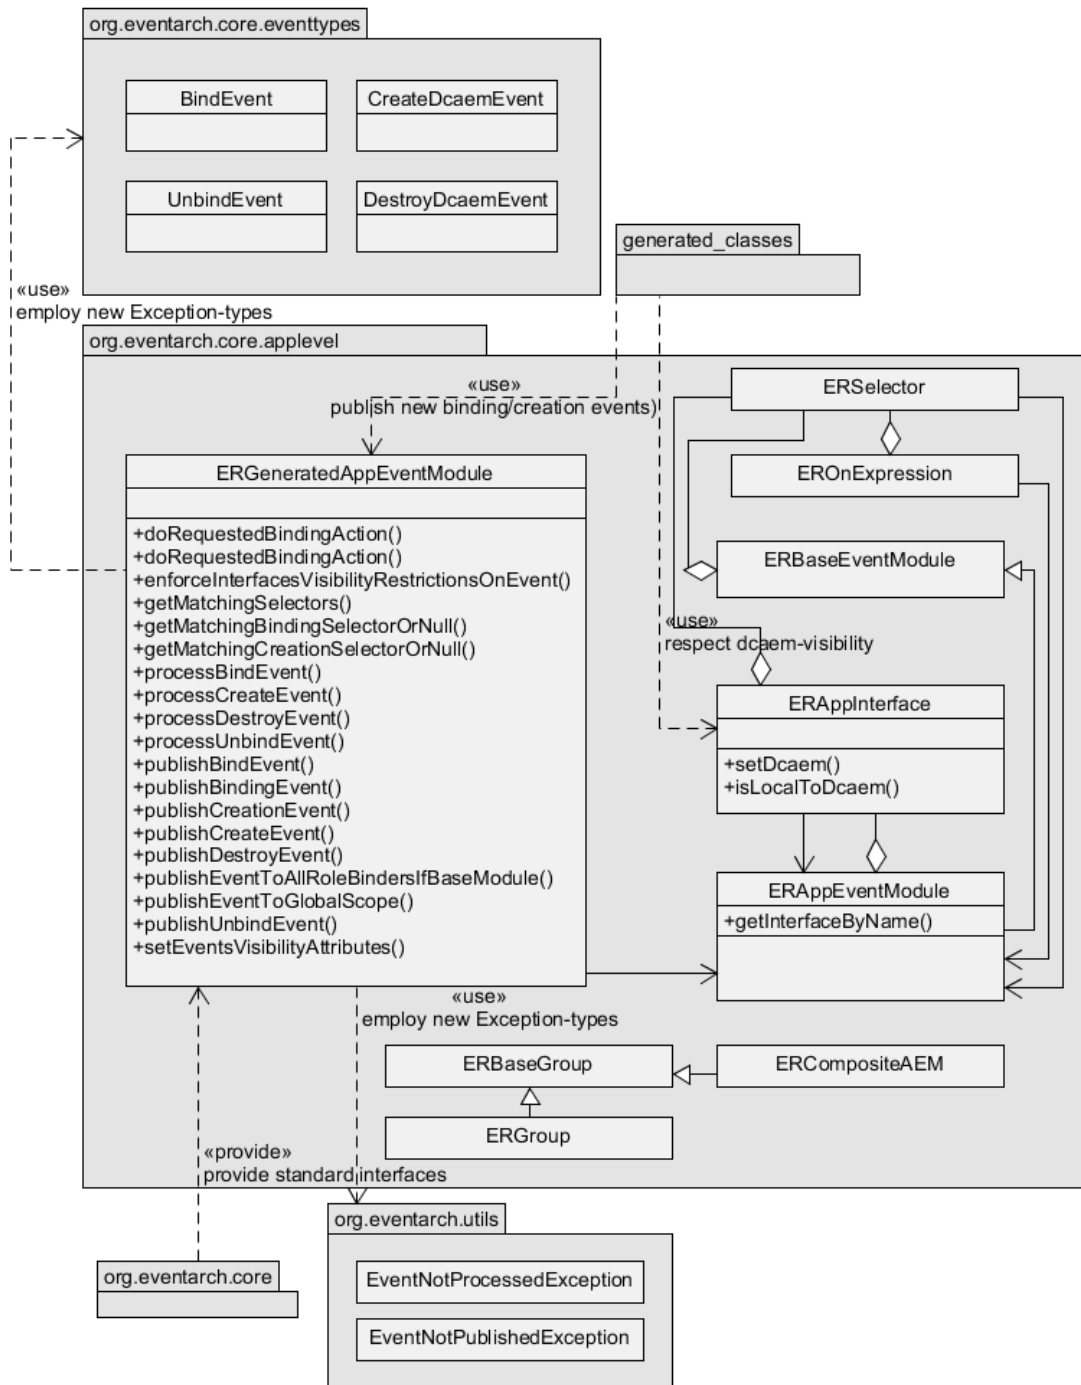 org.eventarch.core.eventtypes
BindEvent
CreateDcaemEvent
UnbindEvent
DestroyDcaemEvent
generated_classes
«use»
employ new Exception-types
org.eventarch.core.applevel
«use»
publish new binding/creation events)
ERSelector
EROnExpression
ERGeneratedAppEventModule
+doRequestedBindingAction()
+doRequestedBindingAction()
+enforceInterfacesVisibilityRestrictionsOnEvent()
+getMatchingSelectors()
+getMatchingBindingSelectorOrNull()
+getMatchingCreationSelectorOrNull()
+processBindEvent()
+processCreateEvent()
+processDestroyEvent()
+processUnbindEvent()
+publishBindEvent()
+publishBindingEvent()
+publishCreationEvent()
+publishCreateEvent()
+publishDestroyEvent()
+publishEventToAllRoleBindersIfBaseModule()
+publishEventToGlobalScope()
+publishUnbindEvent()
+setEventsVisibilityAttributes()
ERBaseEventModule
«use»
respect dcaem-visibility
ERAppInterface
+setDcaem()
+isLocalToDcaem()
ERAppEventModule
+getInterfaceByName()
«use»
employ new Exception-types
ERBaseGroup
ERCompositeAEM
ERGroup
«provide»
provide standard interfaces
org.eventarch.utils
org.eventarch.core
EventNotProcessedException
EventNotPublishedException